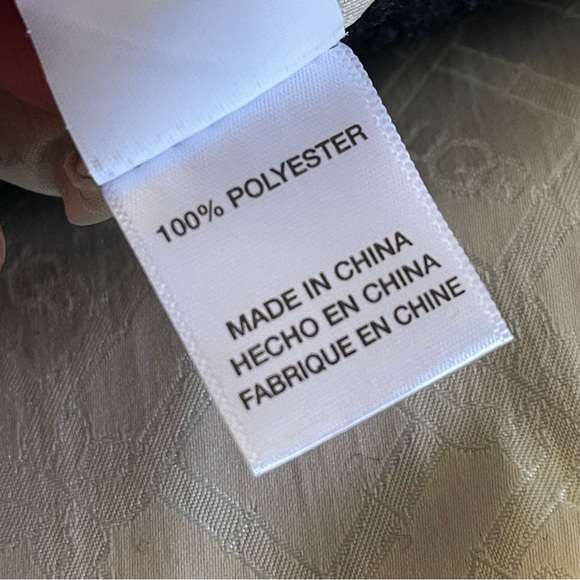 100% POLYESTER
MADE IN CHINA
HECHO EN CHINA
FABRIQUE EN CHINE